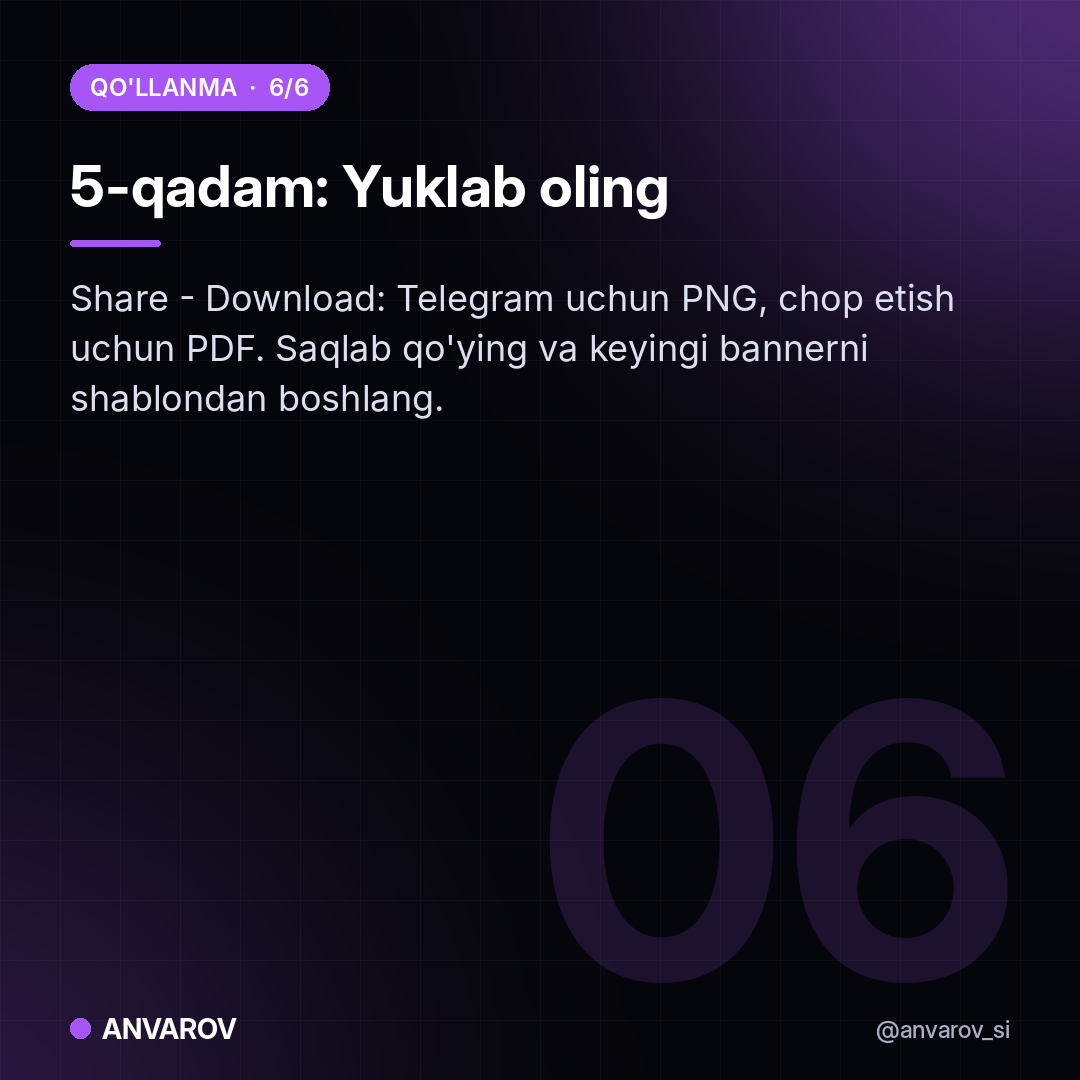 QO'LLANMA · 6/6
5-qadam: Yuklab oling
Share - Download: Telegram uchun PNG, chop etish
uchun PDF. Saqlab qo'ying va keyingi bannerni
shablondan boshlang.
06
ANVAROV
@anvarov_si